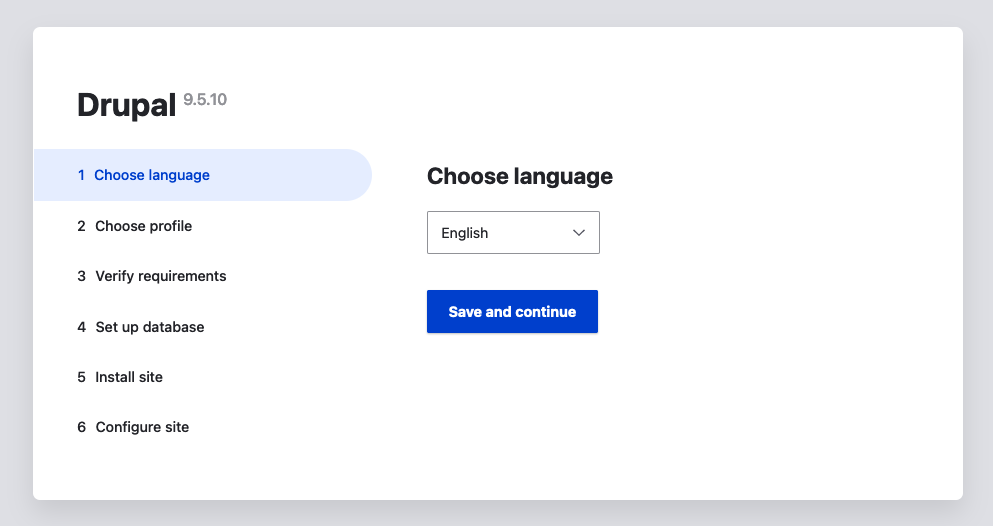 Drupal 9.5.10
1 Choose language
2 Choose profile
3 Verify requirements
4 Set up database
5 Install site
6 Configure site
Choose language
English
Save and continue